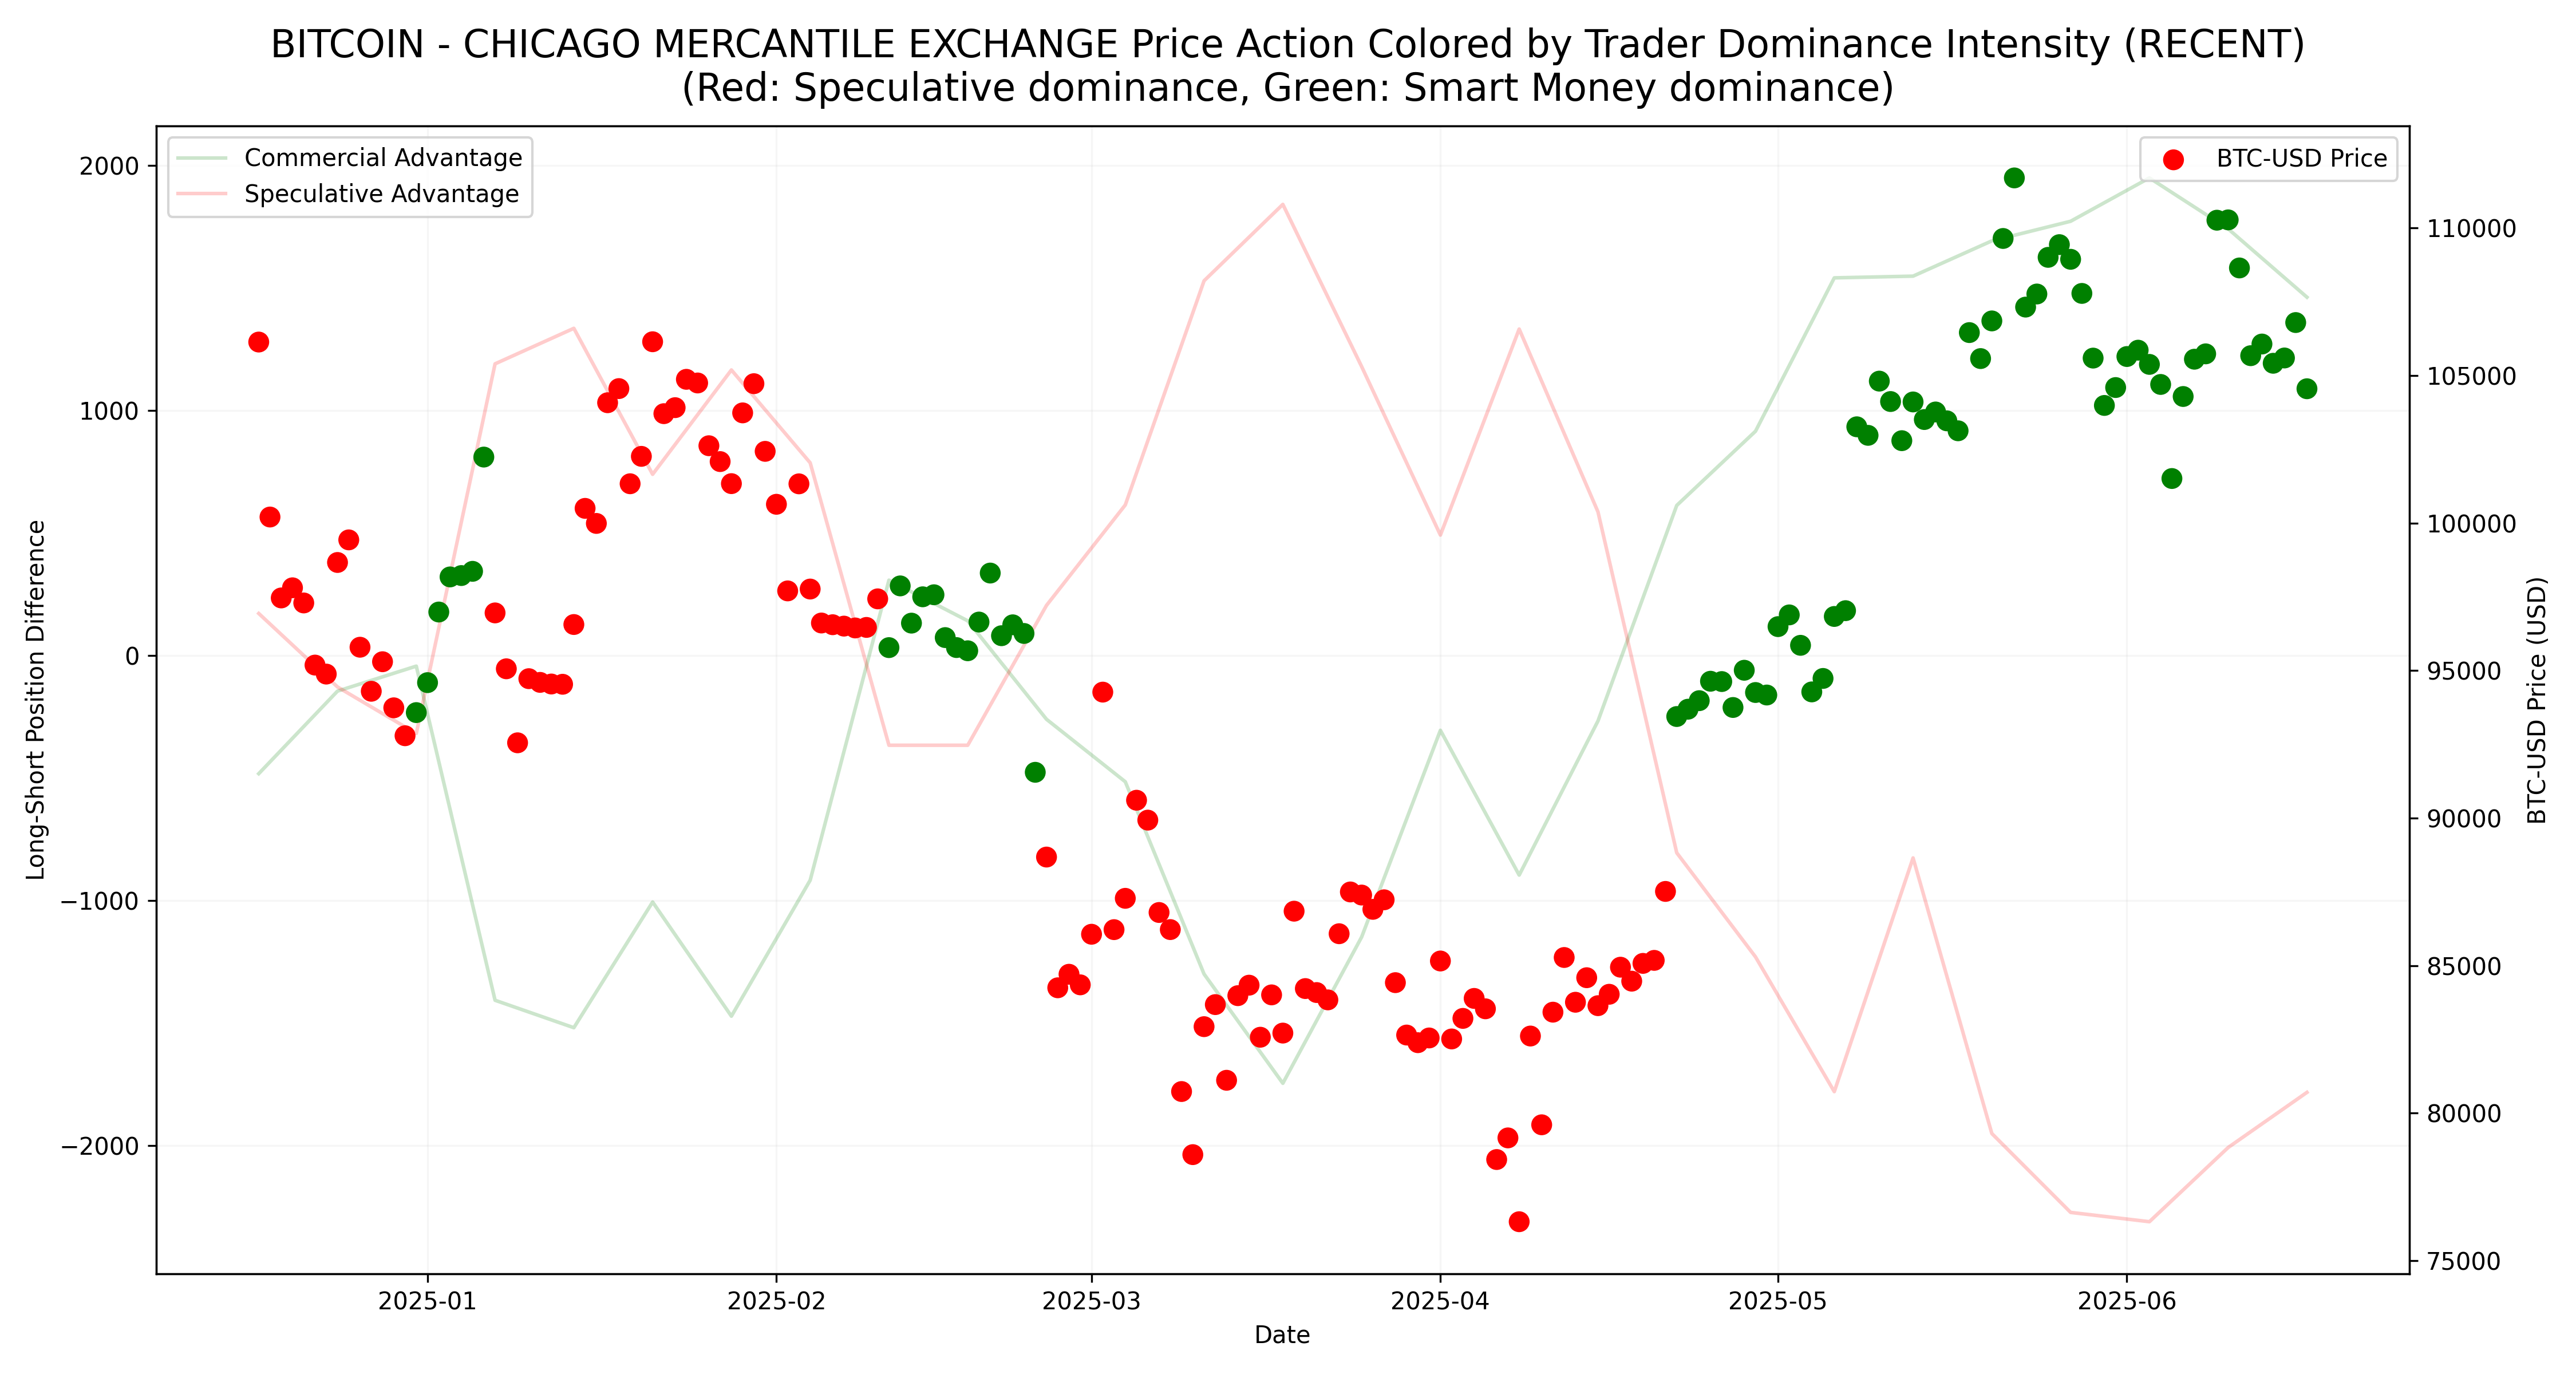 BITCOIN - CHICAGO MERCANTILE EXCHANGE Price Action Colored by Trader Dominance Intensity (RECENT)
(Red: Speculative dominance, Green: Smart Money dominance)
Commercial Advantage
Speculative Advantage
BTC-USD Price
2000
1000
0
−1000
−2000
Long-Short Position Difference
110000
105000
100000
95000
90000
85000
80000
75000
BTC-USD Price (USD)
2025-01
2025-02
2025-03
2025-04
2025-05
2025-06
Date